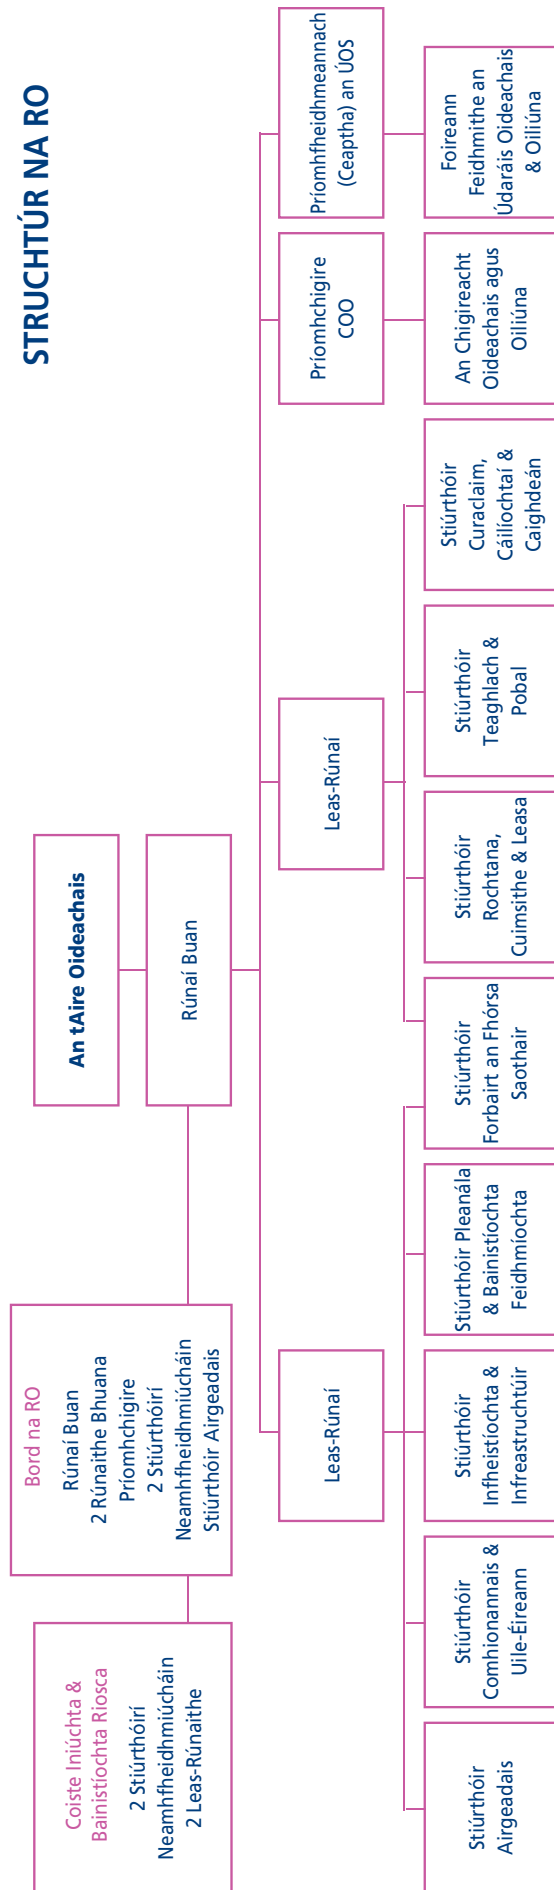 STRUCHTÚR NA RO
An tAire Oideachais
Rúnaí Buan
Bord na RO
Rúnaí Buan
2 Rúnaithe Bhuana
Príomhchigire
2 Stiúrthóirí
Neamhfheidhmiúcháin
Stiúrthóir Airgeadais
Coiste Iniúchta &
Bainistíochta Riosca
2 Stiúrthóirí
Neamhfheidhmiúcháin
2 Leas-Rúnaithe
Leas-Rúnaí
Leas-Rúnaí
Príomhchigire
COO
Príomhfheidhmeannach
(Ceaptha) an ÚOS
Stiúrthóir
Airgeadais
Stiúrthóir
Comhionannais &
Uile-Éireann
Stiúrthóir
Infheistíochta &
Infreastruchtúir
Stiúrthóir Pleanála
& Bainistíochta
Feidhmíochta
Stiúrthóir
Forbairt an Fhórsa
Saothair
Stiúrthóir
Rochtana,
Cuimsithe & Leasa
Stiúrthóir
Teaghlach &
Pobal
Stiúrthóir
Curaclaim,
Cáilíochtaí &
Caighdeán
An Chigireacht
Oideachais agus
Oiliúna
Foireann
Feidhmithe an
Údaráis Oideachais
& Oiliúna